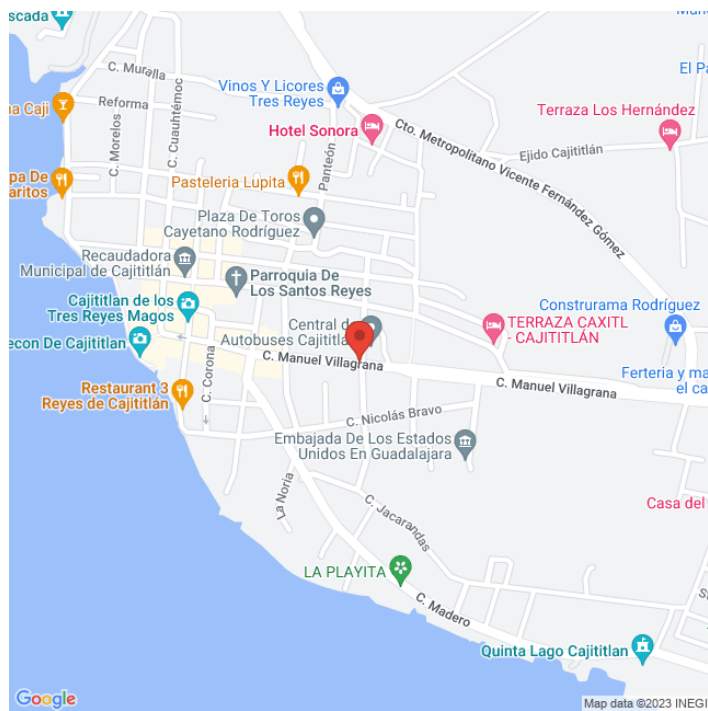 scada
C. Muralla
Vinos Y Licores
Tres Reyes
El Pa
na Caji
Reforma
C. Morelos
C. Cuauhtémoc
Hotel Sonora
Cto. Metropolitano Vicente Fernández Gómez
Terraza Los Hernández
Ejido Cajititlán
Panteón
pa De
aritos
Pasteleria Lupita
Plaza De Toros
Cayetano Rodríguez
Recaudadora
Municipal de Cajititlán
Parroquia De
Los Santos Reyes
Cajititlan de los
Tres Reyes Magos
Central de
Autobuses Cajititlá
TERRAZA CAXITL
- CAJITITLÁN
Construrama Rodríguez
econ De Cajititlan
C. Manuel Villagrana
Ferteria y ma
el ca
C. Corona
Restaurant 3
Reyes de Cajititlán
C. Manuel Villagrana
C. Nicolás Bravo
Embajada De Los Estados
Unidos En Guadalajara
La Noria
C. Jacarandas
Casa del
LA PLAYITA
C. Madero
Quinta Lago Cajititlan
Google
Map data ©2023 INEGI